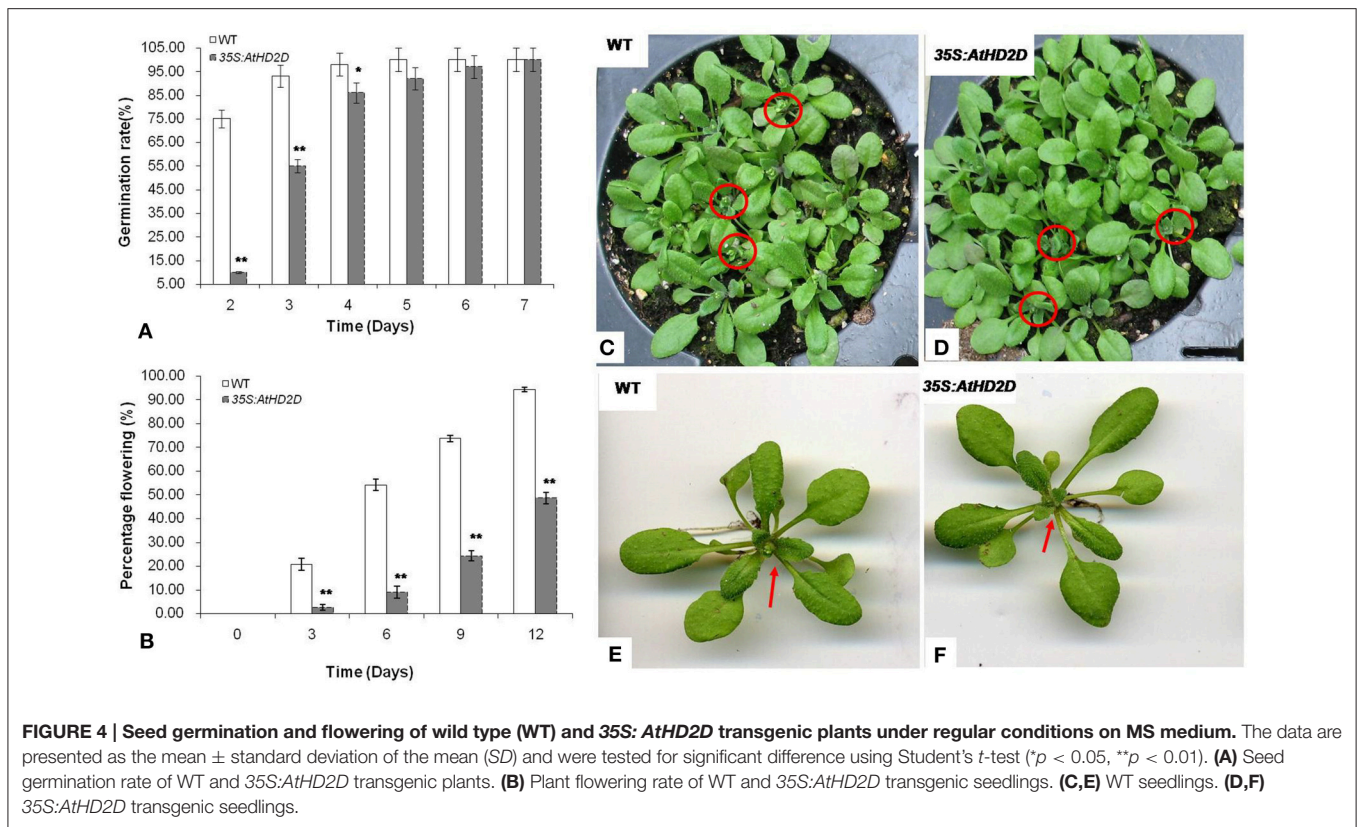 105.00
95.00
85.00
75.00
65.00
55.00
45.00
35.00
25.00
15.00
5.00
Germination rate(%)
WT
35S:AtHD2D
**
**
*
2 3 4 5 6 7
Time (Days)
A
100.00
90.00
80.00
70.00
60.00
50.00
40.00
30.00
20.00
10.00
0.00
Percentage flowering (%)
WT
35S:AtHD2D
**
**
**
**
0 3 6 9 12
Time (Days)
B
WT
C
35S:AtHD2D
D
WT
E
35S:AtHD2D
F
FIGURE 4 | Seed germination and flowering of wild type (WT) and 35S: AtHD2D transgenic plants under regular conditions on MS medium. The data are
presented as the mean ± standard deviation of the mean (SD) and were tested for significant difference using Student's t-test (*p < 0.05, **p < 0.01). (A) Seed
germination rate of WT and 35S:AtHD2D transgenic plants. (B) Plant flowering rate of WT and 35S:AtHD2D transgenic seedlings. (C,E) WT seedlings. (D,F)
35S:AtHD2D transgenic seedlings.